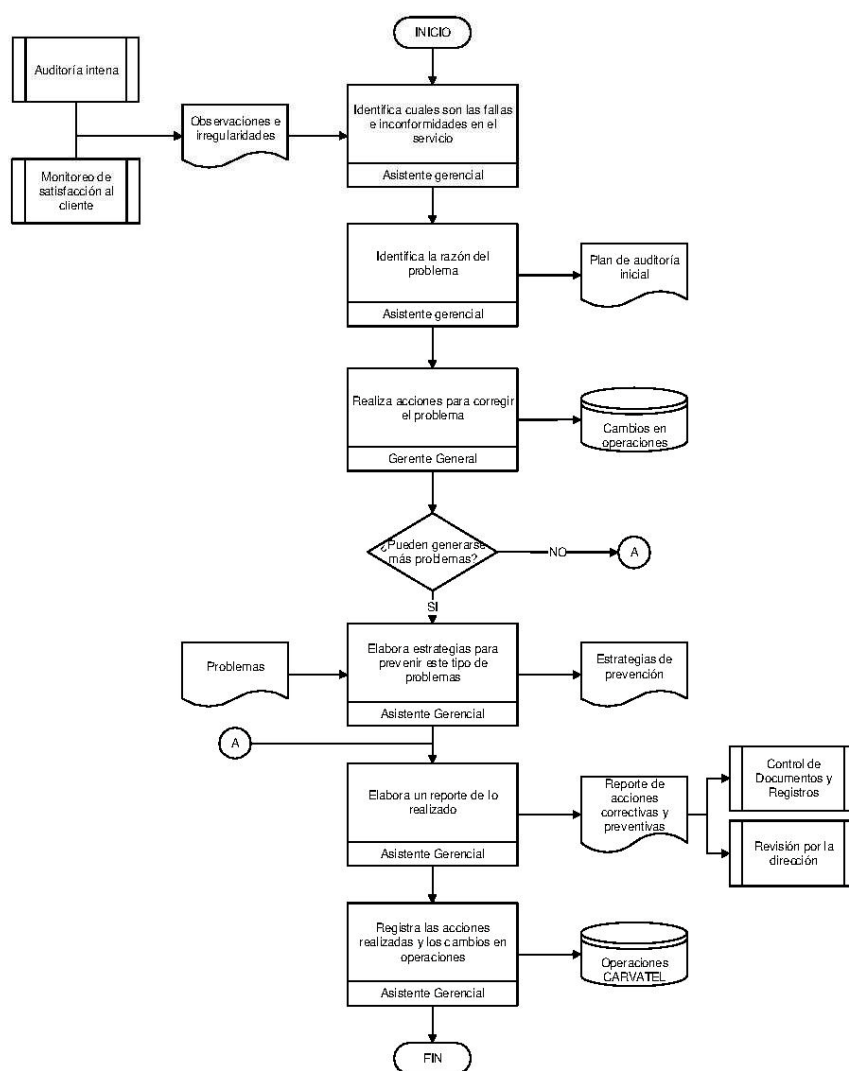 INICIO
Auditoría intena
Identifica cuales son las fallas
e inconformidades en el
servicio
Observaciones e
irregularidades
Monitoreo de
satisfacción al
cliente
Asistente gerencial
Identifica la razón del
problema
Plan de auditoría
inicial
Asistente gerencial
Realiza acciones para corregir
el problema
Cambios en
operaciones
Gerente General
¿Pueden generarse
más problemas?
NO
A
SI
Problemas
Elabora estrategias para
prevenir este tipo de
problemas
Estrategias de
prevención
Asistente Gerencial
A
Elabora un reporte de lo
realizado
Reporte de
acciones
correctivas y
preventivas
Control de
Documentos y
Registros
Revisión por la
dirección
Asistente Gerencial
Registra las acciones
realizadas y los cambios en
operaciones
Operaciones
CARVATEL
Asistente Gerencial
FIN